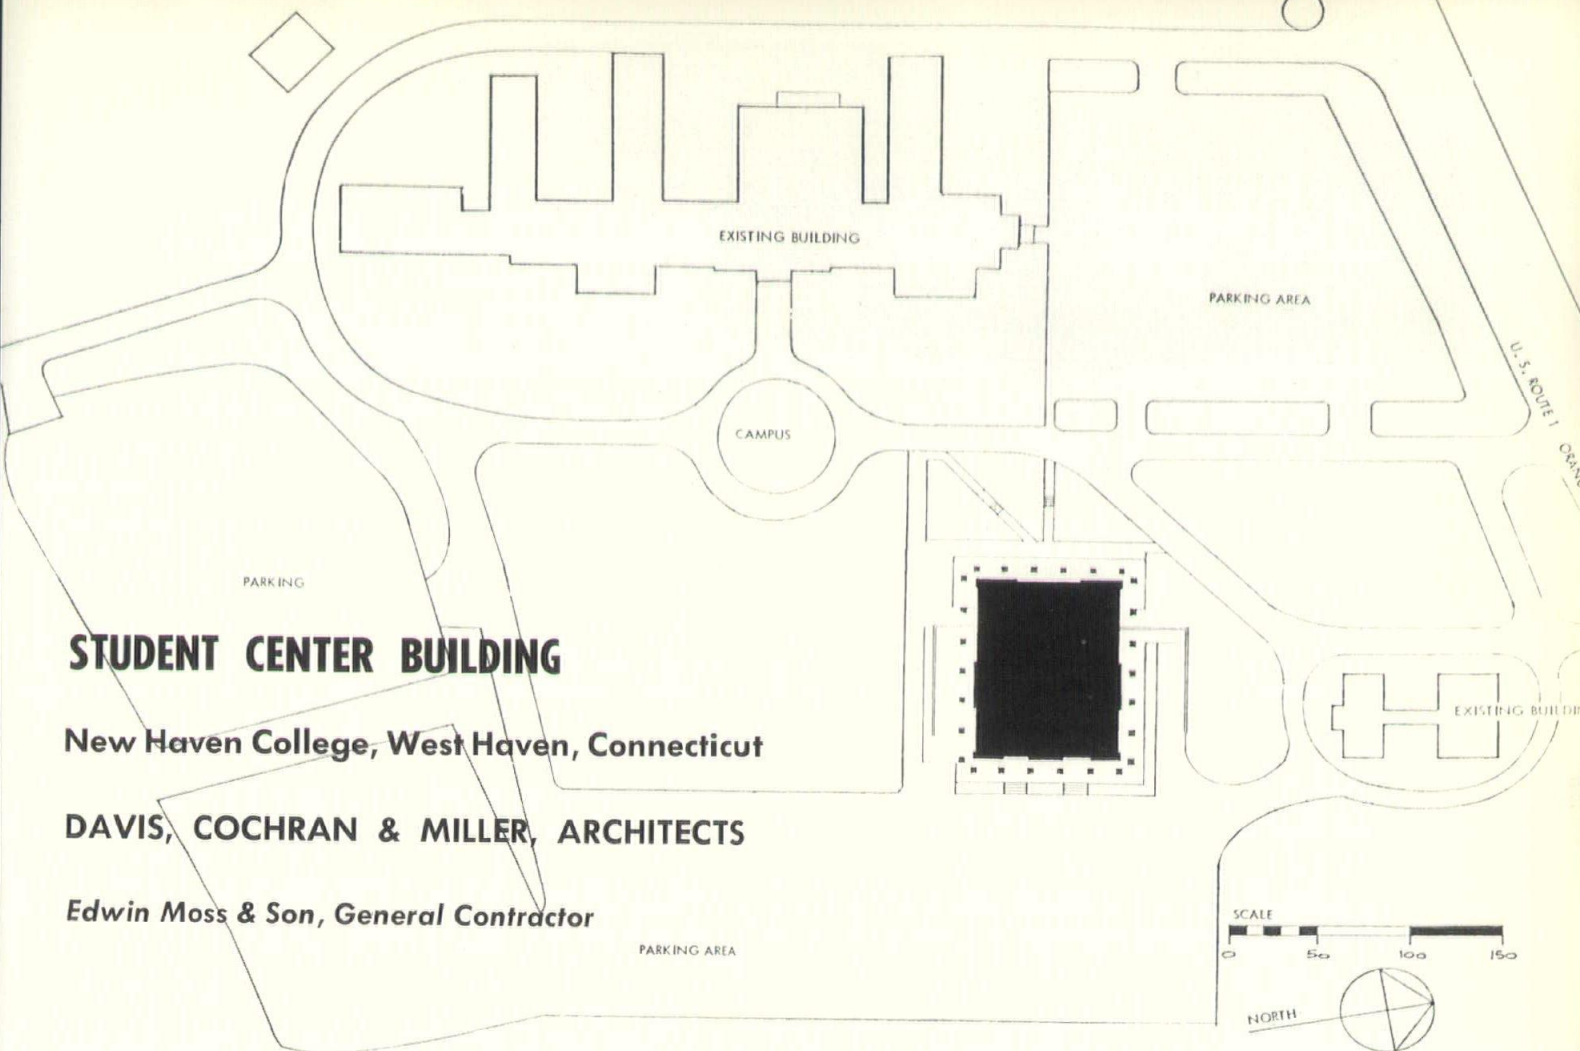 EXISTING BUILDING
PARKING AREA
U. S. ROUTE 1
CAMPUS
PARKING
STUDENT CENTER BUILDING
EXISTING
New Haven College, West Haven, Connecticut
DAVIS, COCHRAN & MILLER, ARCHITECTS
Edwin Moss & Son, General Contractor
PARKING AREA
SCALE
0 50 100 150
NORTH